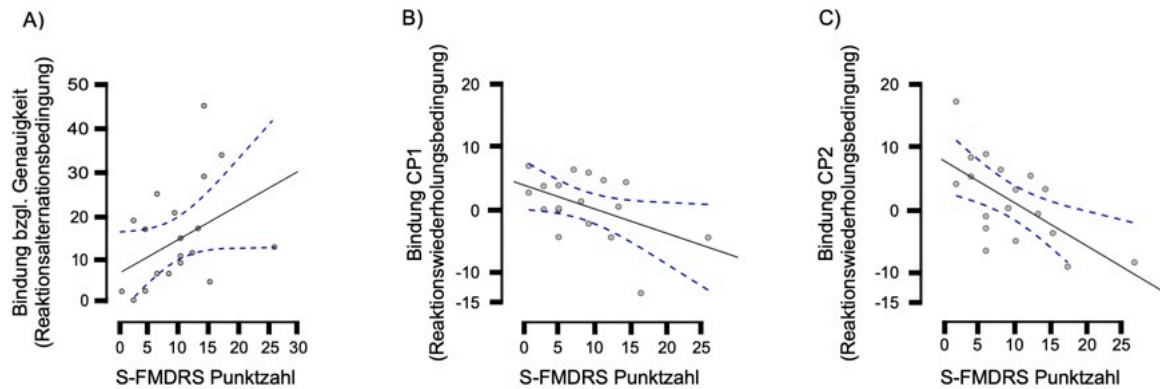 A)
Bindung bzgl. Genauigkeit
(Reaktionsalternationsbedingung)
50
40
30
20
10
0
0 5 10 15 20 25 30
S-FMDRS Punktzahl
B)
Bindung CP1
(Reaktionswiederholungsbedingung)
20
10
0
-10
-15
0 5 10 15 20 25
S-FMDRS Punktzahl
C)
Bindung CP2
(Reaktionswiederholungsbedingung)
20
10
0
-10
-15
0 5 10 15 20 25
S-FMDRS Punktzahl